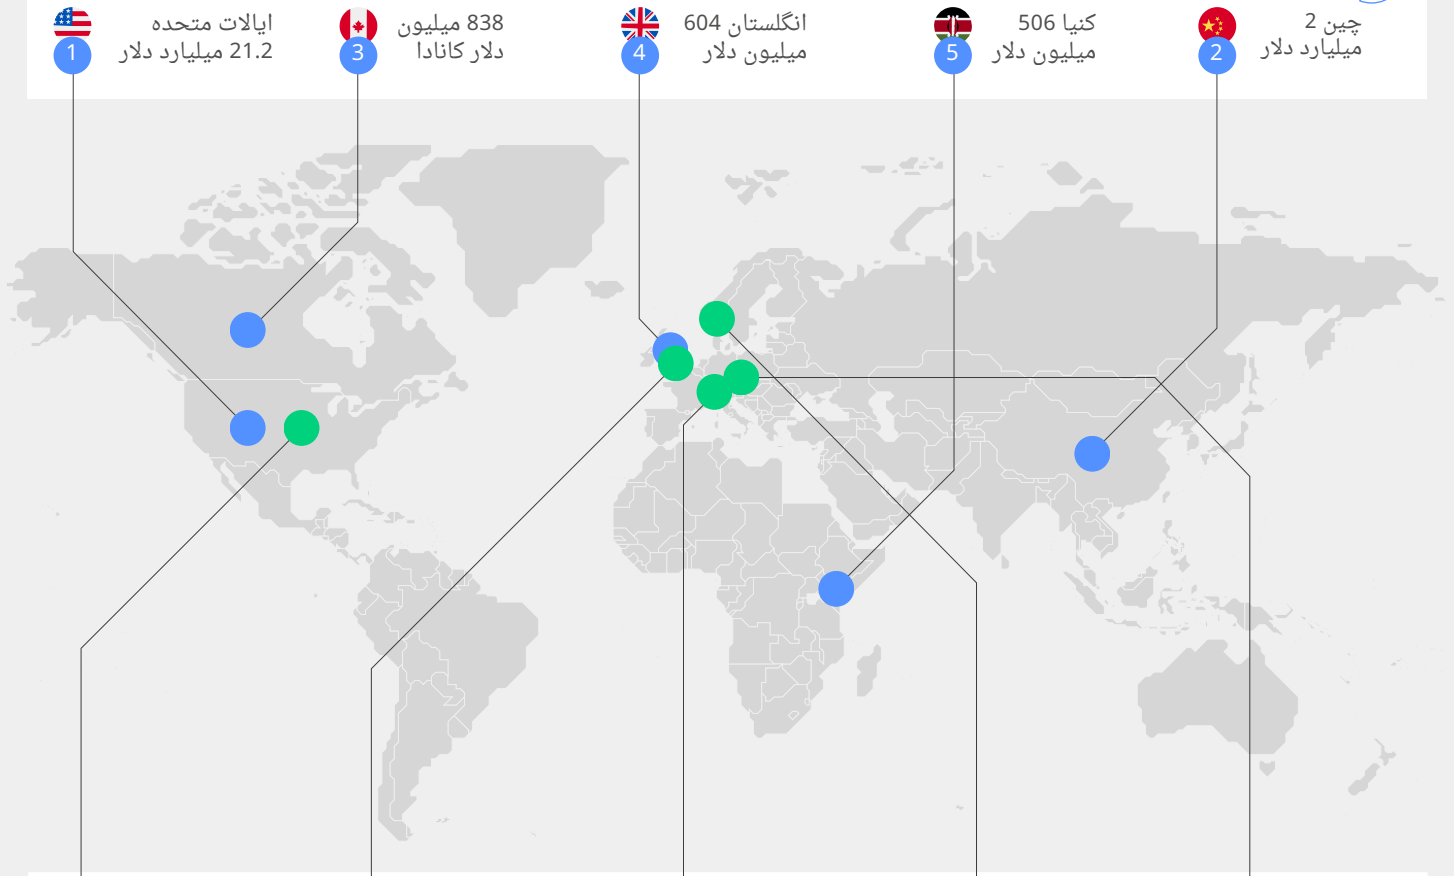 ایالات متحده
21.2 میلیارد دلار
1
838 میلیون
دلار کانادا
3
انگلستان 604
میلیون دلار
4
کنیا 506
میلیون دلار
5
چین 2
میلیارد دلار
2